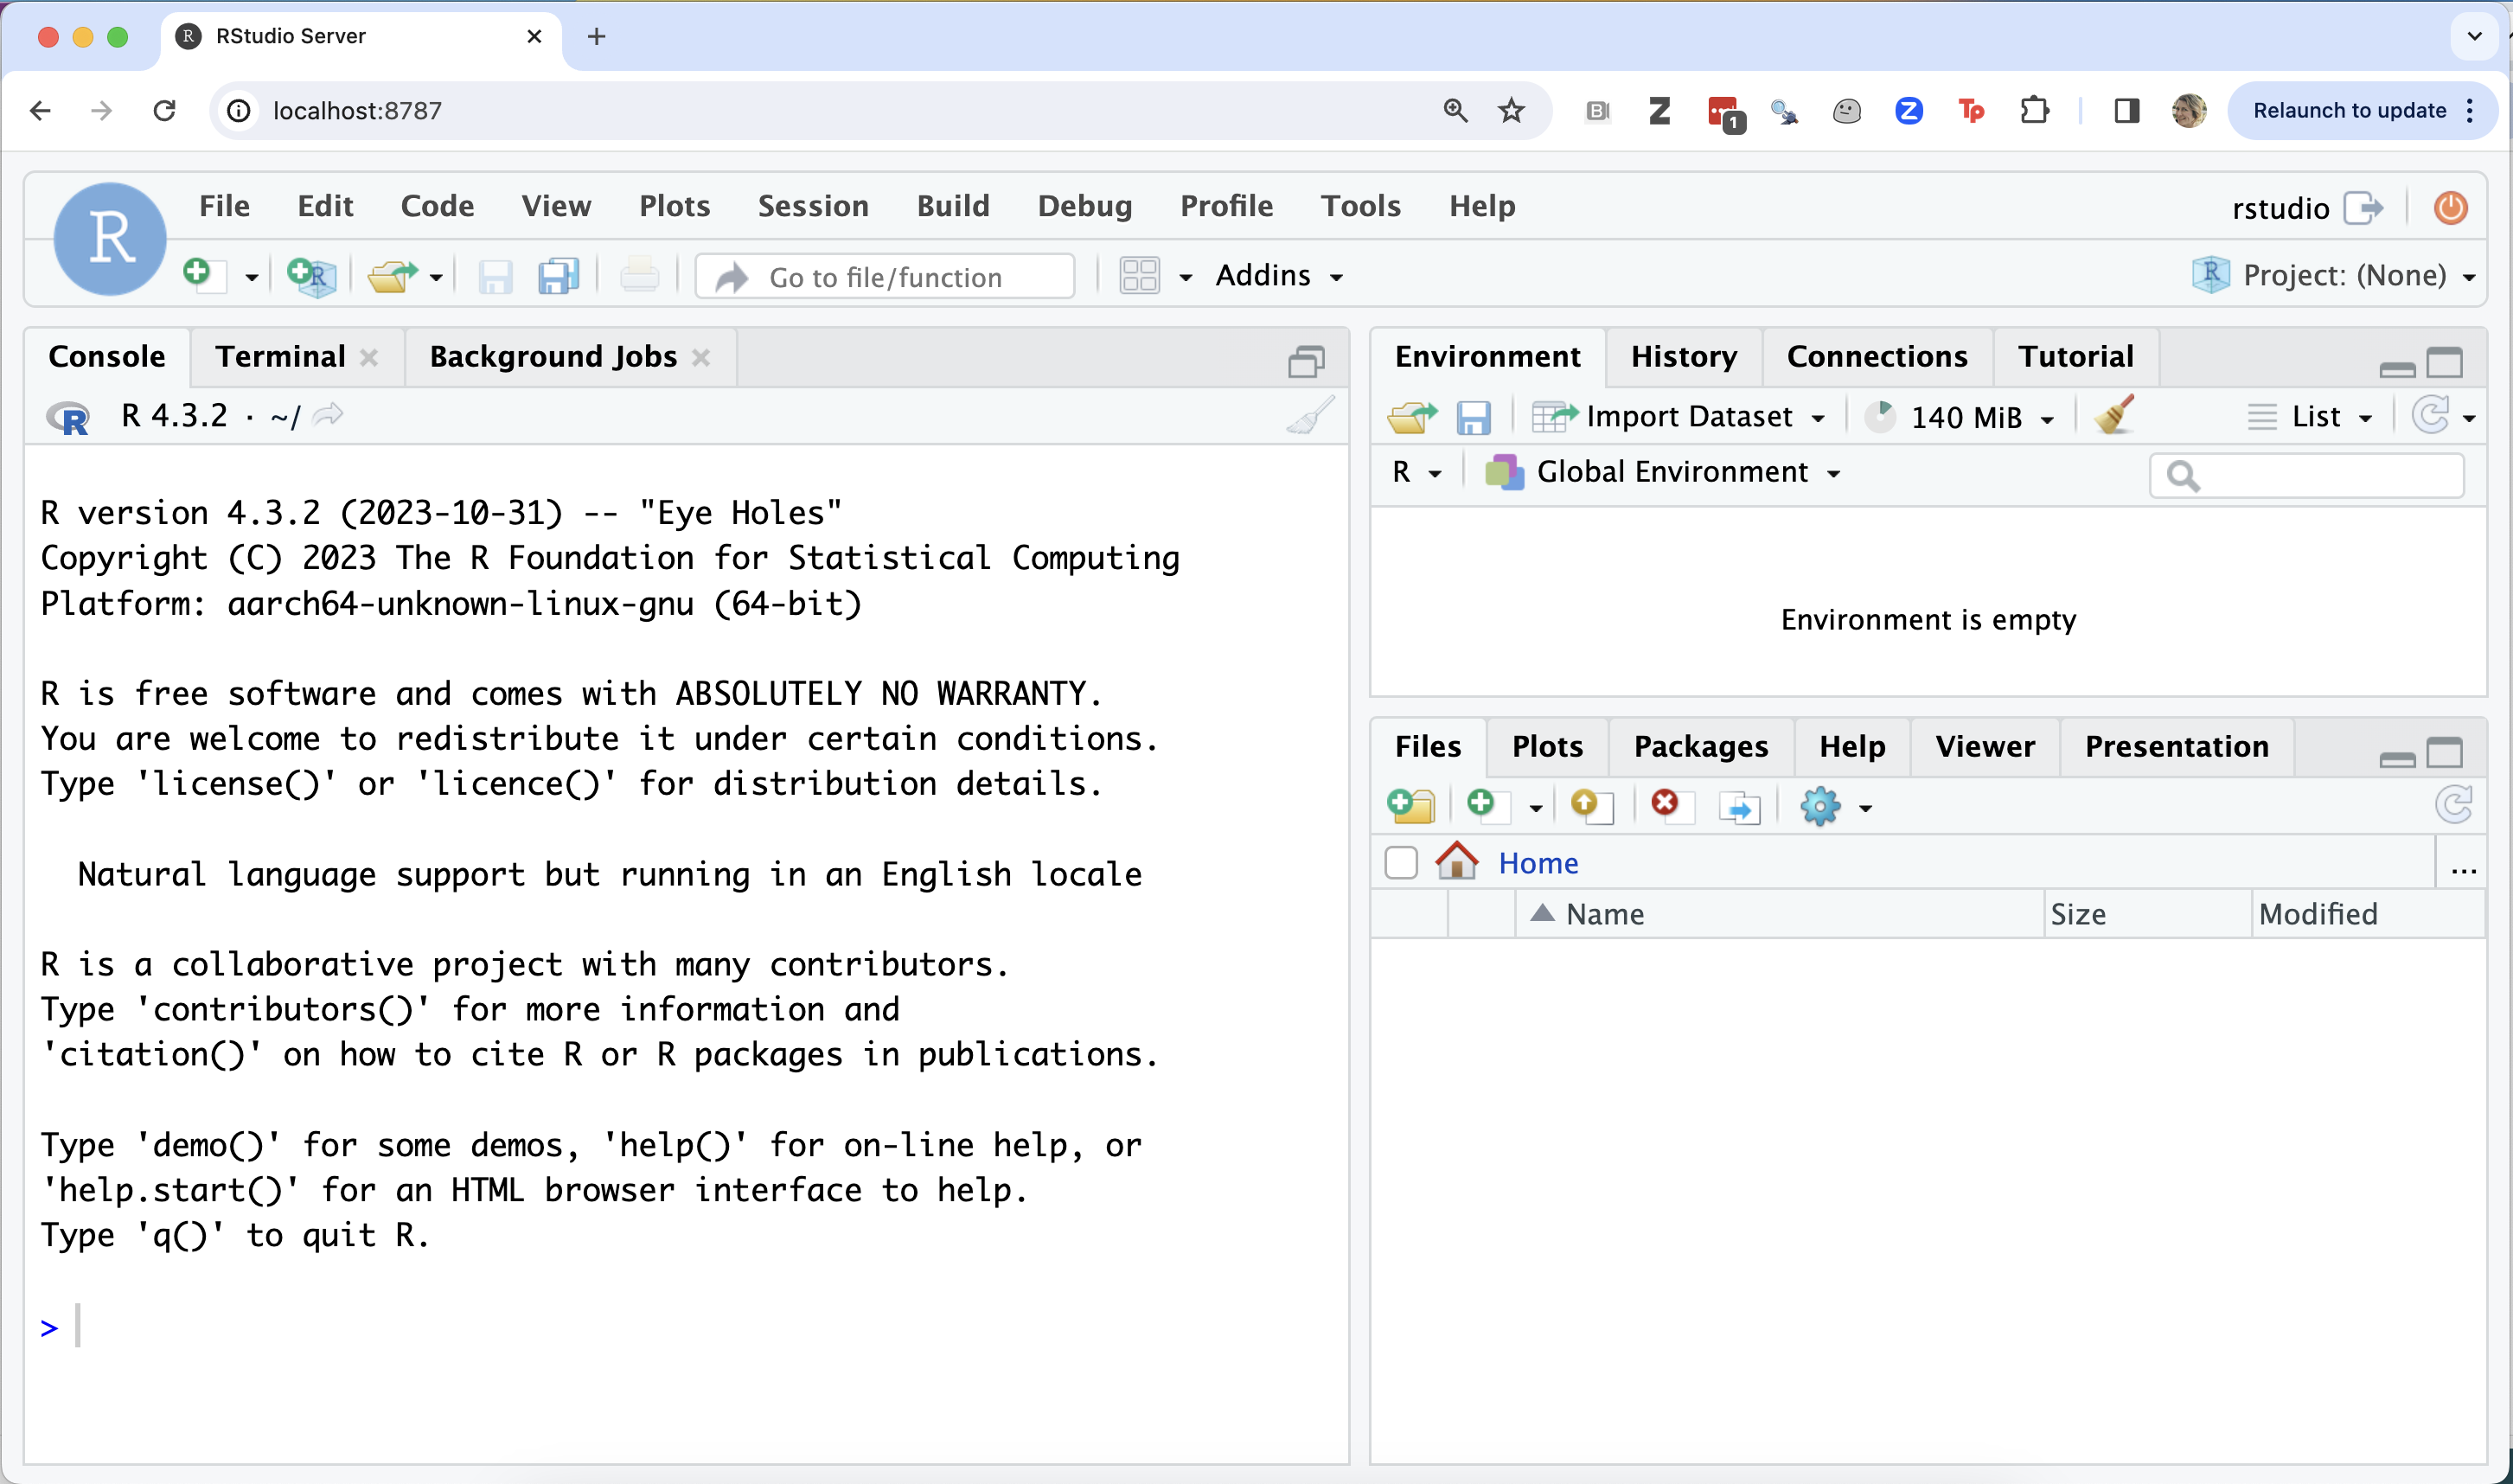 RStudio Server
localhost:8787
1
Relaunch to update
R
File Edit Code View Plots Session Build Debug Profile Tools Help
rstudio
Go to file/function
Addins
Project: (None)
Console Terminal Background Jobs
R 4.3.2 · ~/
R version 4.3.2 (2023-10-31) -- "Eye Holes"
Copyright (C) 2023 The R Foundation for Statistical Computing
Platform: aarch64-unknown-linux-gnu (64-bit)
R is free software and comes with ABSOLUTELY NO WARRANTY.
You are welcome to redistribute it under certain conditions.
Type 'license()' or 'licence()' for distribution details.
Natural language support but running in an English locale
R is a collaborative project with many contributors.
Type 'contributors()' for more information and
'citation()' on how to cite R or R packages in publications.
Type 'demo()' for some demos, 'help()' for on-line help, or
'help.start()' for an HTML browser interface to help.
Type 'q()' to quit R.
>
Environment History Connections Tutorial
Import Dataset 140 MiB List
R Global Environment
Environment is empty
Files Plots Packages Help Viewer Presentation
Home ...
Name Size Modified